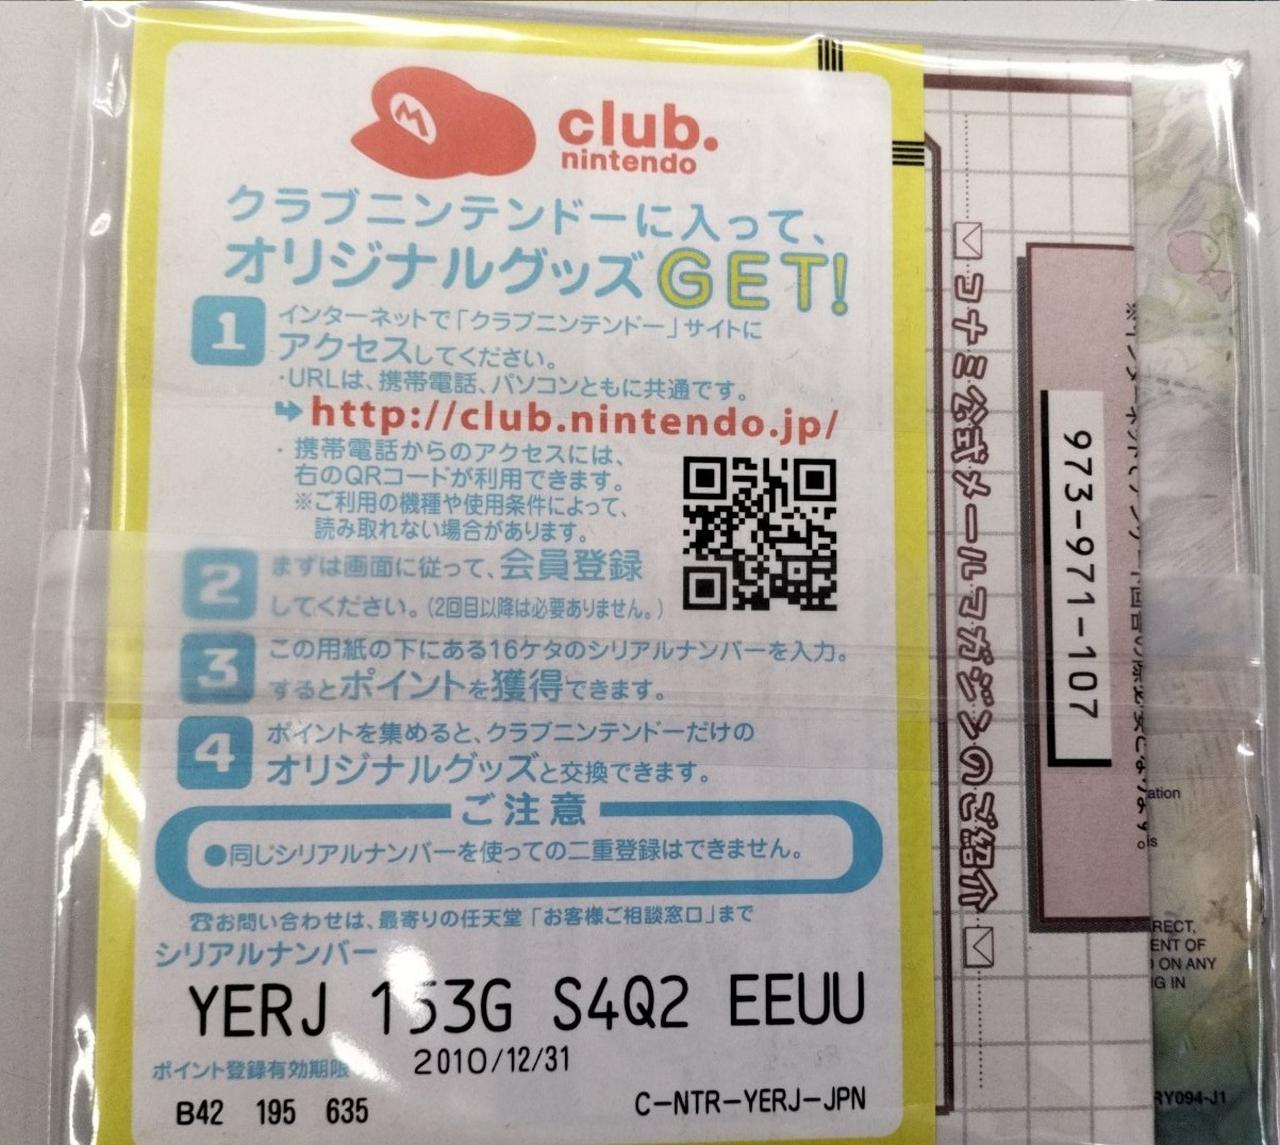 M
club.
nintendo
クラブニンテンドーに入って、
オリジナルグッズGET!
1
インターネットで「クラブニンテンドー」サイトに
アクセスしてください。
・URLは、携帯電話、パソコンともに共通です。
http://club.nintendo.jp/
・携帯電話からのアクセスには、
右のQRコードが利用できます。
※ご利用の機種や使用条件によって、
読み取れない場合があります。
2
まずは画面に従って、会員登録
してください。(2回目以降は必要ありません。)
3
この用紙の下にある16ケタのシリアルナンバーを入力。
するとポイントを獲得できます。
4
ポイントを集めると、クラブニンテンドーだけの
オリジナルグッズと交換できます。
ご注意
●同じシリアルナンバーを使っての二重登録はできません。
☎お問い合わせは、最寄りの任天堂「お客様ご相談窓口」まで
シリアルナンバー
YERJ 153G S4Q2 EEUU
ポイント登録有効期限 2010/12/31
B42 195 635
C-NTR-YERJ-JPN
コナミ公式メールマガジンのご紹介
973-971-107
ation
RECT,
ENT OF
ON ANY
IG IN
RY094-J1